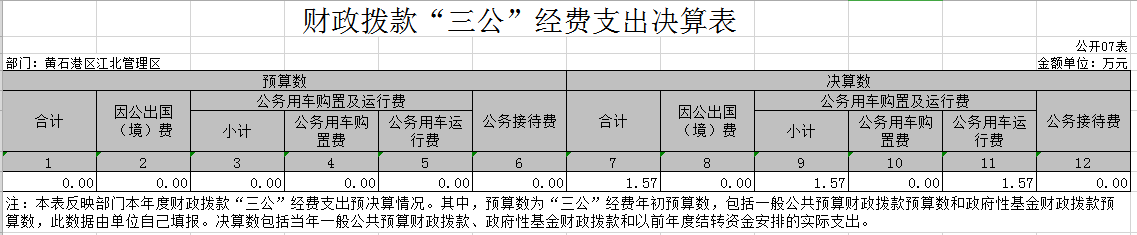 财政拨款“三公”经费支出决算表
公开07表
部门：黄石港区江北管理区 金额单位：万元
预算数 决算数
合计 因公出国（境）费 公务用车购置及运行费 公务接待费 合计 因公出国（境）费 公务用车购置及运行费 公务接待费
小计 公务用车购置费 公务用车运行费 小计 公务用车购置费 公务用车运行费
1 2 3 4 5 6 7 8 9 10 11 12
0.00 0.00 0.00 0.00 0.00 0.00 1.57 0.00 1.57 0.00 1.57 0.00
注：本表反映部门本年度财政拨款“三公”经费支出预决算情况。其中，预算数为“三公”经费年初预算数，包括一般公共预算财政拨款预算数和政府性基金财政拨款预
算数，此数据由单位自己填报。决算数包括当年一般公共预算财政拨款、政府性基金财政拨款和以前年度结转资金安排的实际支出。